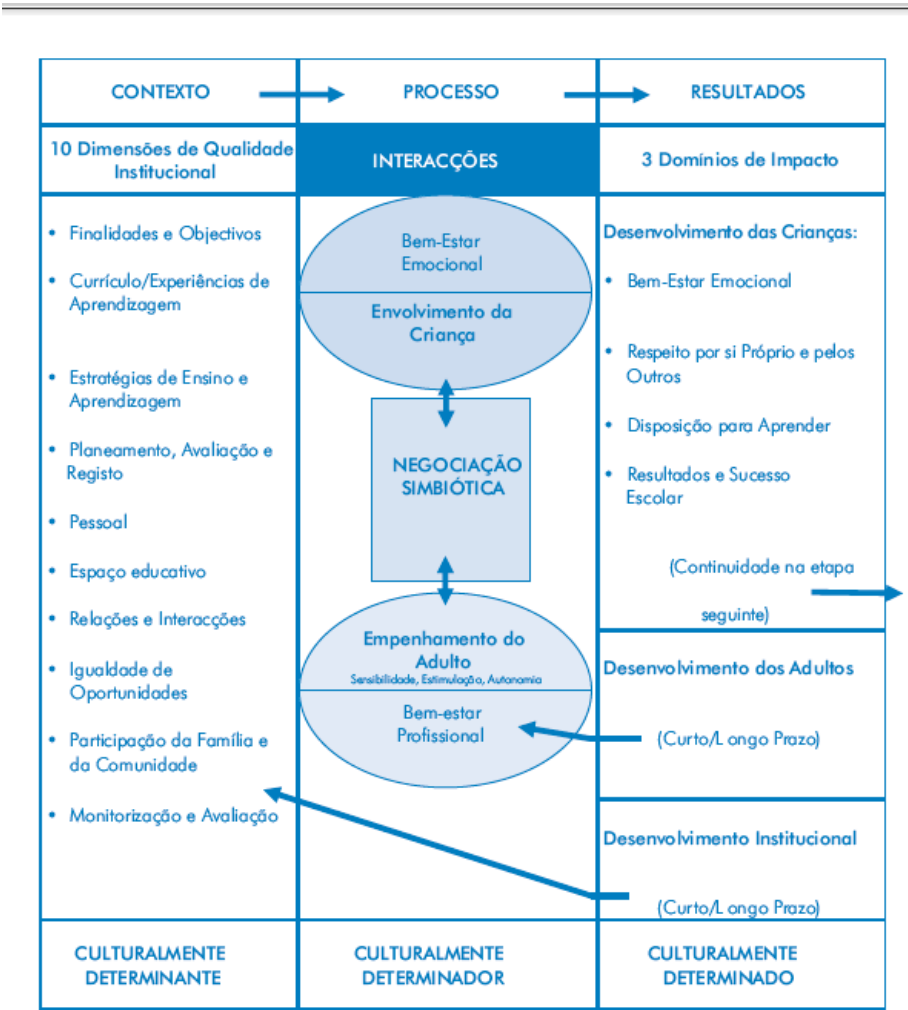 CONTEXTO
PROCESSO
RESULTADOS
10 Dimensões de Qualidade
Institucional
INTERACÇÕES
3 Domínios de Impacto
• Finalidades e Objectivos
• Currículo/Experiências de
Aprendizagem
• Estratégias de Ensino e
Aprendizagem
• Planeamento, Avaliação e
Registo
• Pessoal
• Espaço educativo
• Relações e Interacções
• Igualdade de
Oportunidades
• Participação da Família e
da Comunidade
• Monitorização e Avaliação
Bem-Estar
Emocional
Envolvimento da
Criança
NEGOCIAÇÃO
SIMBIÓTICA
Empenhamento do
Adulto
Sensibilidade, Estimulação, Autonomia
Bem-estar
Profissional
Desenvolvimento das Crianças:
• Bem-Estar Emocional
• Respeito por si Próprio e pelos
Outros
• Disposição para Aprender
• Resultados e Sucesso
Escolar
(Continuidade na etapa
seguinte)
Desenvolvimento dos Adultos
(Curto/Longo Prazo)
Desenvolvimento Institucional
(Curto/Longo Prazo)
CULTURALMENTE
DETERMINANTE
CULTURALMENTE
DETERMINADOR
CULTURALMENTE
DETERMINADO